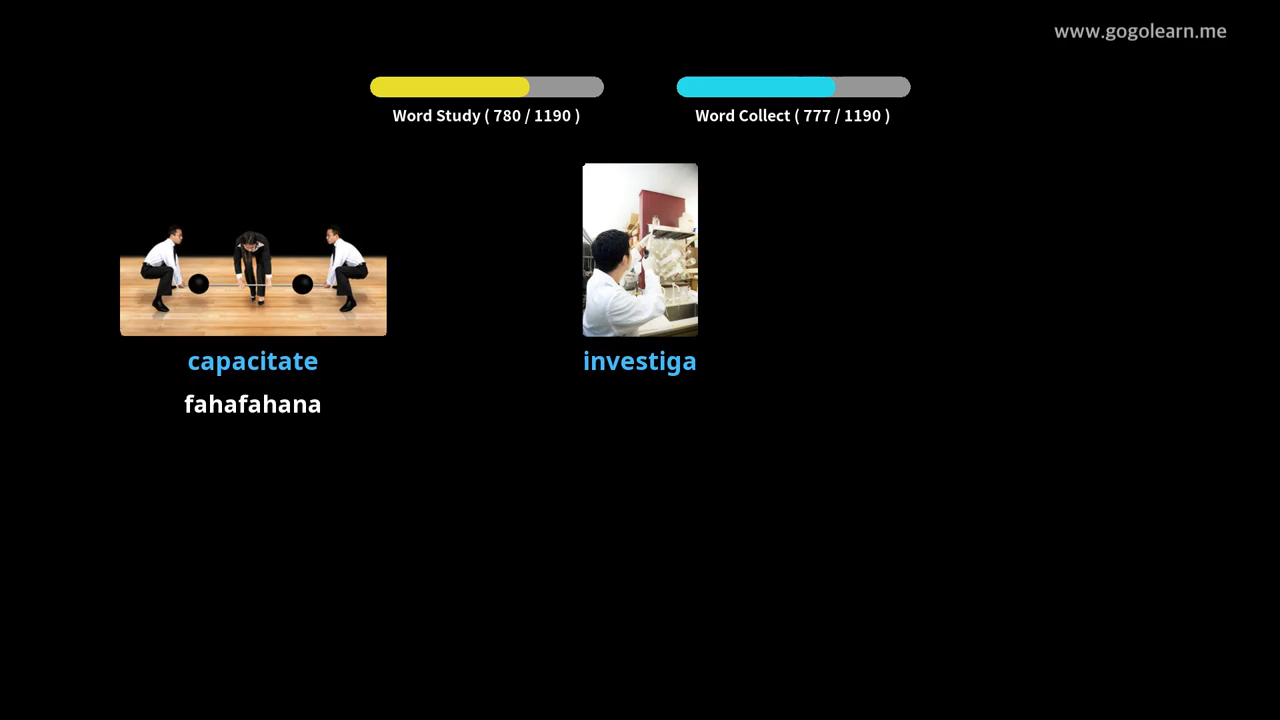 www.gogolearn.me
Word Study ( 780 / 1190 )
Word Collect ( 777 / 1190 )
capacitate
fahafahana
investiga